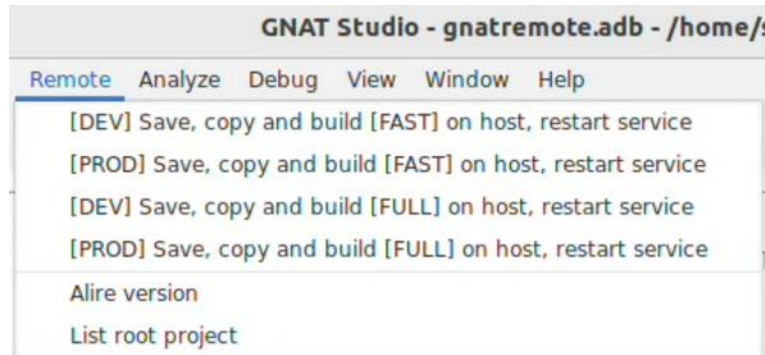 GNAT Studio - gnatremote.adb - /home/
Remote Analyze Debug View Window Help
[DEV] Save, copy and build [FAST] on host, restart service
[PROD] Save, copy and build [FAST] on host, restart service
[DEV] Save, copy and build [FULL] on host, restart service
[PROD] Save, copy and build [FULL] on host, restart service
Alire version
List root project